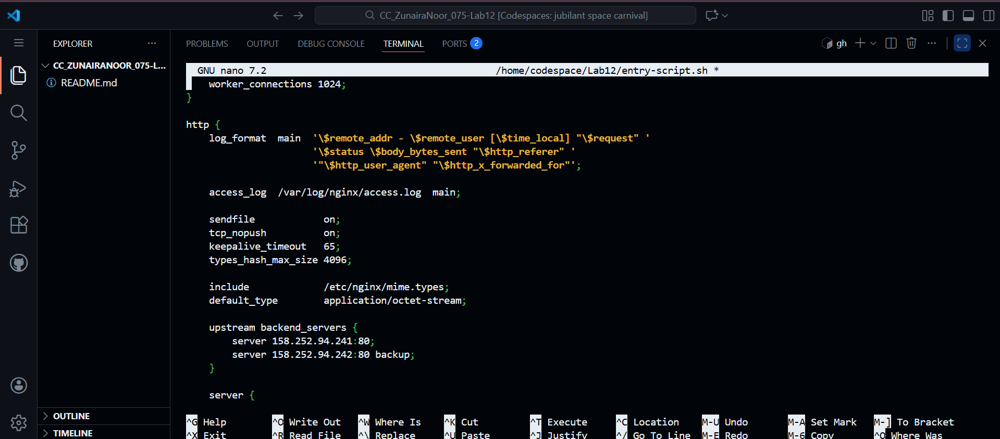 CC_ZunairaNoor_075-Lab12 [Codespaces: jubilant space carnival]
EXPLORER
CC_ZUNAIRANOOR_075-L...
README.md
OUTLINE
TIMELINE
PROBLEMS OUTPUT DEBUG CONSOLE TERMINAL PORTS 2
gh
GNU nano 7.2 /home/codespace/Lab12/entry-script.sh *
    worker_connections 1024;
}
http {
    log_format  main  '\$remote_addr - \$remote_user [\$time_local] "\$request" '
                      '\$status \$body_bytes_sent "\$http_referer" '
                      '"\$http_user_agent" "\$http_x_forwarded_for"';
    access_log  /var/log/nginx/access.log  main;
    sendfile            on;
    tcp_nopush          on;
    keepalive_timeout   65;
    types_hash_max_size 4096;
    include             /etc/nginx/mime.types;
    default_type        application/octet-stream;
    upstream backend_servers {
        server 158.252.94.241:80;
        server 158.252.94.242:80 backup;
    }
    server {
^G Help ^O Write Out ^W Where Is ^K Cut ^T Execute ^C Location M-U Undo M-A Set Mark M-] To Bracket
^X Exit ^R Read File ^\ Replace ^U Paste ^J Justify ^/ Go To Line M-E Redo M-6 Copy ^Q Where Was